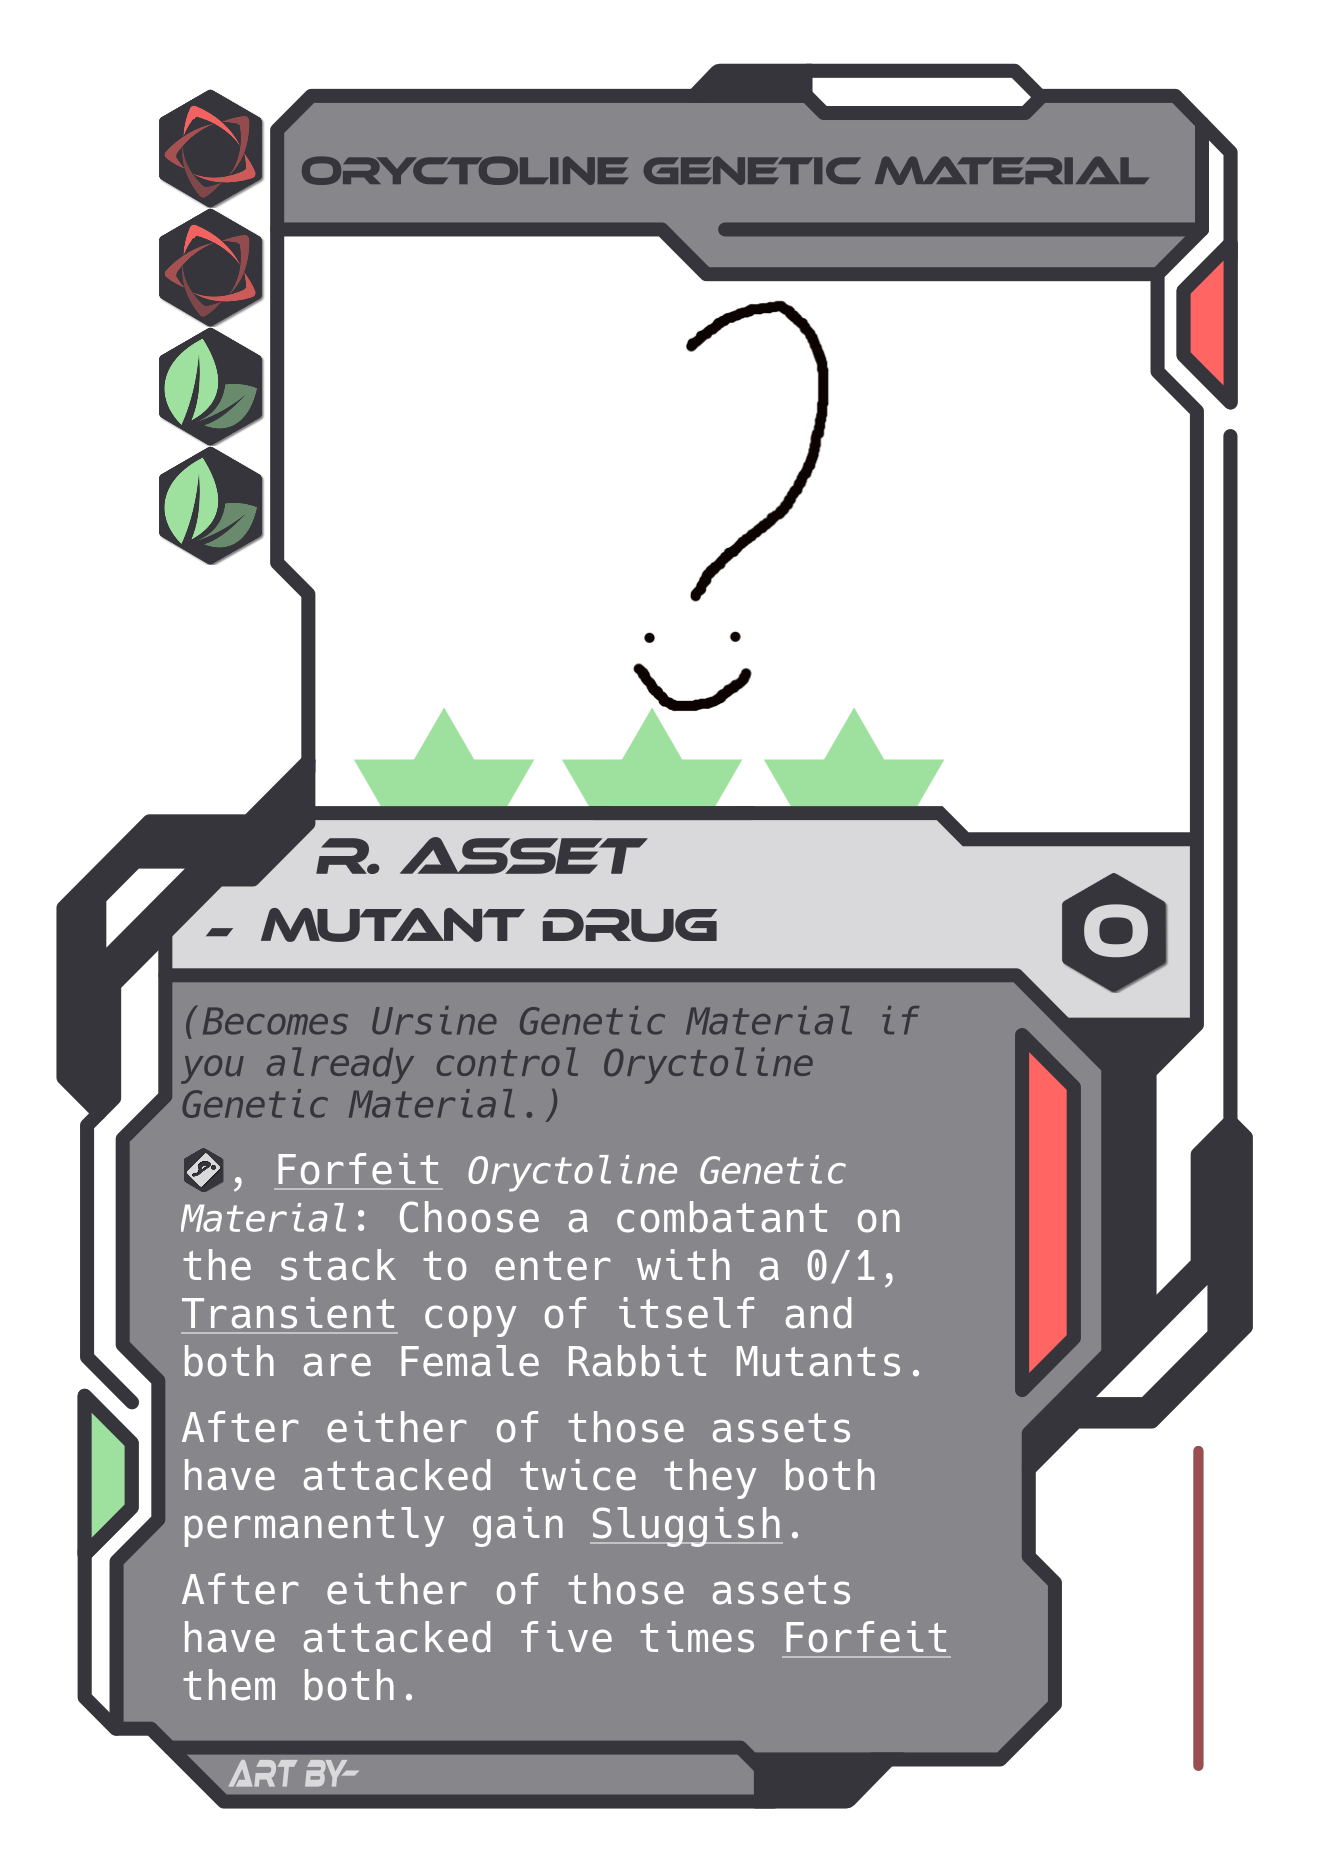 ORYCTOLINE GENETIC MATERIAL
R. ASSET
- MUTANT DRUG
0
(Becomes Ursine Genetic Material if
you already control Oryctoline
Genetic Material.)
, Forfeit Oryctoline Genetic
Material: Choose a combatant on
the stack to enter with a 0/1,
Transient copy of itself and
both are Female Rabbit Mutants.
After either of those assets
have attacked twice they both
permanently gain Sluggish.
After either of those assets
have attacked five times Forfeit
them both.
ART BY-